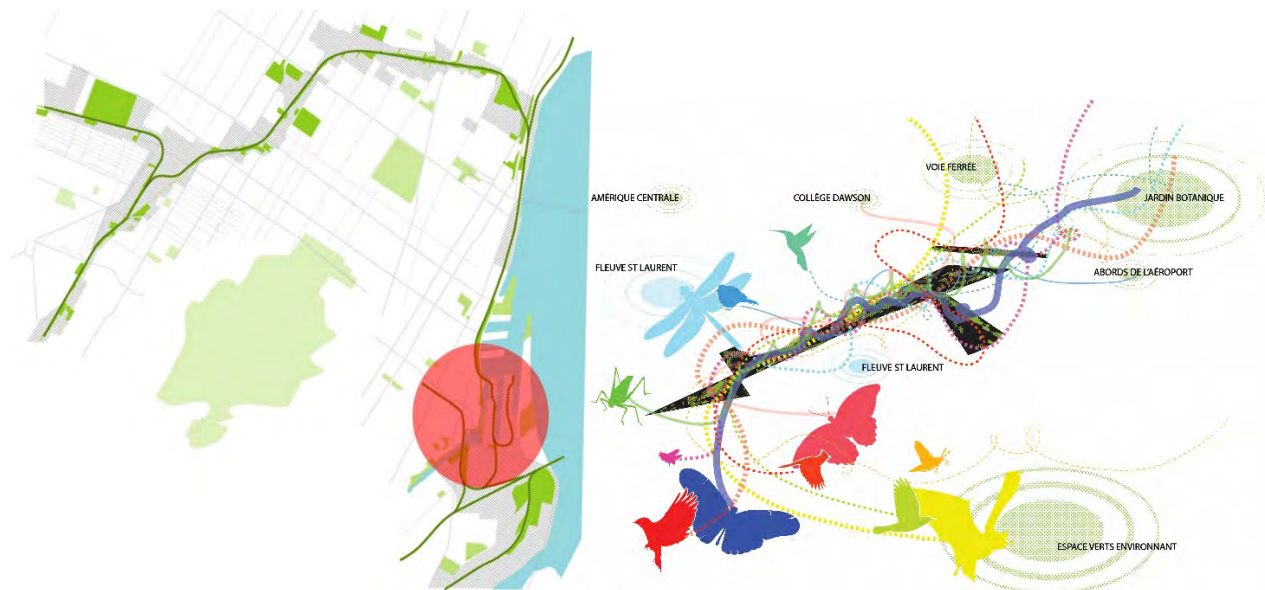 VOIE FERRÉE
AMÉRIQUE CENTRALE
COLLÈGE DAWSON
JARDIN BOTANIQUE
FLEUVE ST LAURENT
ABORDS DE L'AÉROPORT
FLEUVE ST LAURENT
ESPACE VERTS ENVIRONNANT